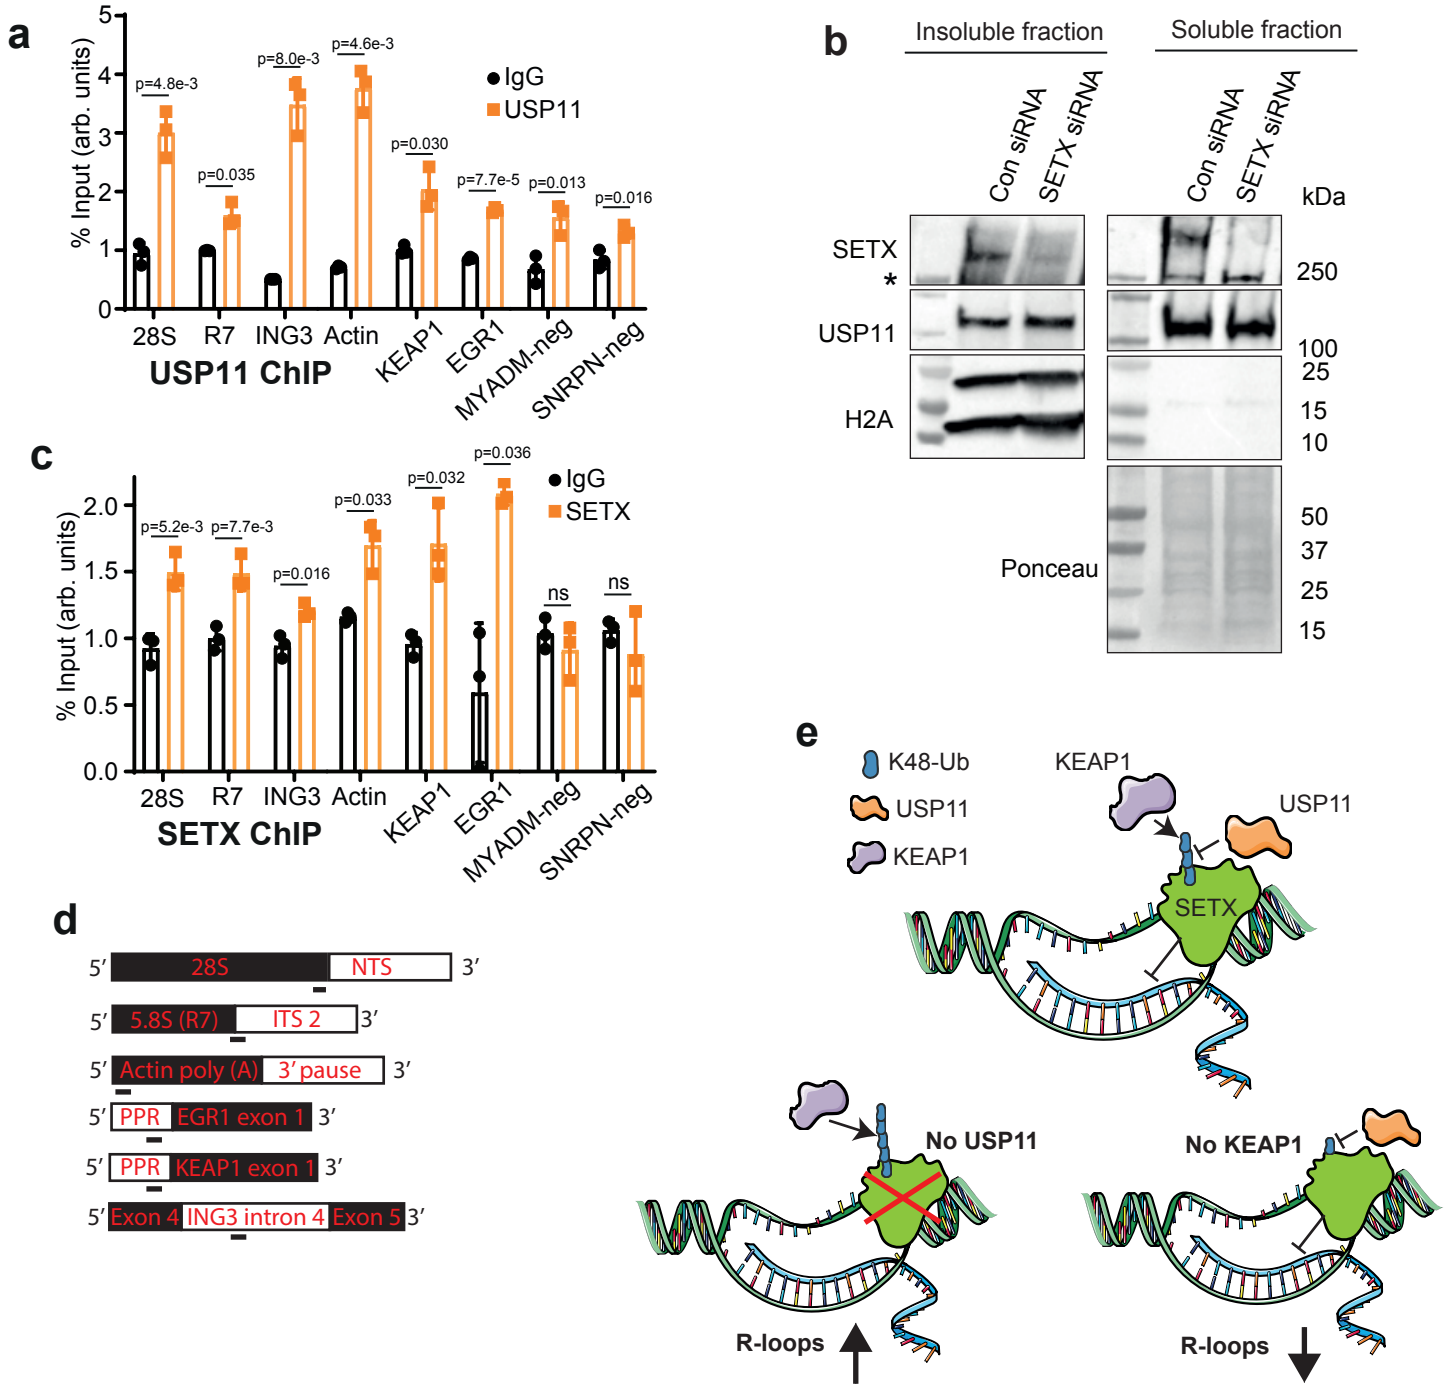 a
5
4
3
2
1
0
% Input (arb. units)
p=4.8e-3
p=0.035
p=8.0e-3
p=4.6e-3
p=0.030
p=7.7e-5
p=0.013
p=0.016
IgG
USP11
28S
R7
ING3
Actin
KEAP1
EGR1
MYADM-neg
SNRPN-neg
USP11 ChIP
b
Insoluble fraction
Soluble fraction
Con siRNA
SETX siRNA
Con siRNA
SETX siRNA
kDa
SETX
*
250
USP11
100
25
H2A
15
10
Ponceau
50
37
25
15
c
2.0
1.5
1.0
0.5
0.0
% Input (arb. units)
p=5.2e-3
p=7.7e-3
p=0.016
p=0.033
p=0.032
p=0.036
ns
ns
IgG
SETX
28S
R7
ING3
Actin
KEAP1
EGR1
MYADM-neg
SNRPN-neg
SETX ChIP
d
5′ 28S NTS 3′
5′ 5.8S (R7) ITS 2 3′
5′ Actin poly (A) 3′ pause 3′
5′ PPR EGR1 exon 1 3′
5′ PPR KEAP1 exon 1 3′
5′ Exon 4 ING3 intron 4 Exon 5 3′
e
K48-Ub
USP11
KEAP1
KEAP1
USP11
SETX
No USP11
R-loops
No KEAP1
R-loops